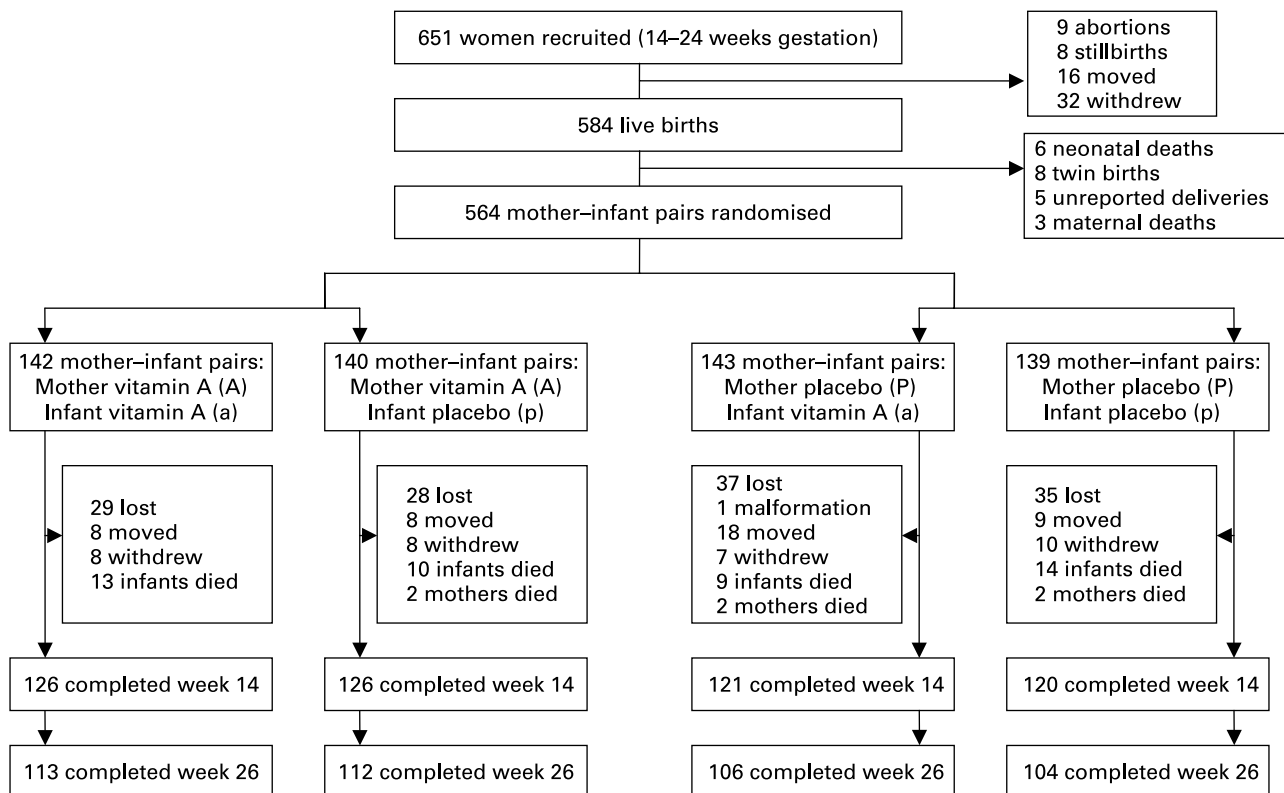 651 women recruited (14–24 weeks gestation)
9 abortions
8 stillbirths
16 moved
32 withdrew
584 live births
6 neonatal deaths
8 twin births
5 unreported deliveries
3 maternal deaths
564 mother–infant pairs randomised
142 mother–infant pairs:
Mother vitamin A (A)
Infant vitamin A (a)
140 mother–infant pairs:
Mother vitamin A (A)
Infant placebo (p)
143 mother–infant pairs:
Mother placebo (P)
Infant vitamin A (a)
139 mother–infant pairs:
Mother placebo (P)
Infant placebo (p)
29 lost
8 moved
8 withdrew
13 infants died
28 lost
8 moved
8 withdrew
10 infants died
2 mothers died
37 lost
1 malformation
18 moved
7 withdrew
9 infants died
2 mothers died
35 lost
9 moved
10 withdrew
14 infants died
2 mothers died
126 completed week 14
126 completed week 14
121 completed week 14
120 completed week 14
113 completed week 26
112 completed week 26
106 completed week 26
104 completed week 26